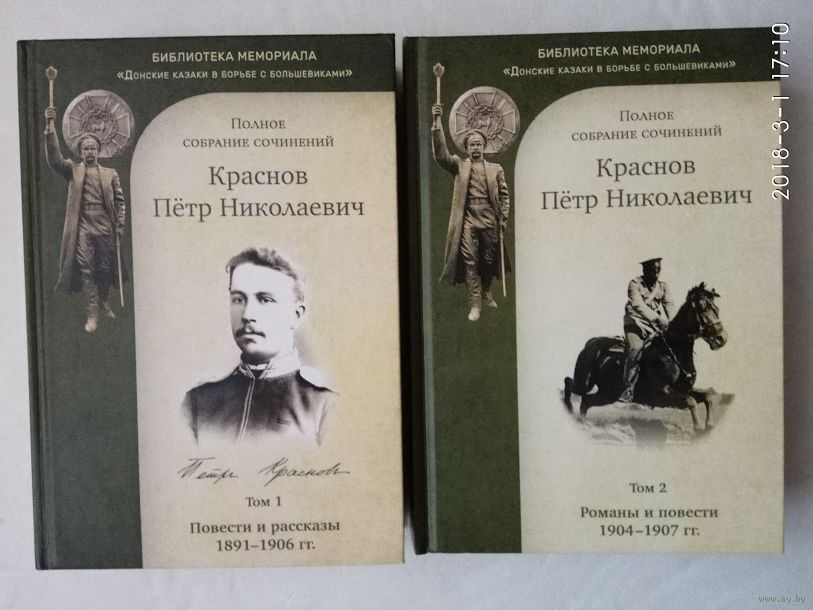 БИБЛИОТЕКА МЕМОРИАЛА
«Донские казаки в борьбе с большевиками»
Полное
собрание сочинений
Краснов
Пётр Николаевич
Петръ Красновъ
Том 1
Повести и рассказы
1891–1906 гг.
БИБЛИОТЕКА МЕМОРИАЛА
«Донские казаки в борьбе с большевиками»
Полное
собрание сочинений
Краснов
Пётр Николаевич
Том 2
Романы и повести
1904–1907 гг.
2018-3-1 17:10
www.ay.by